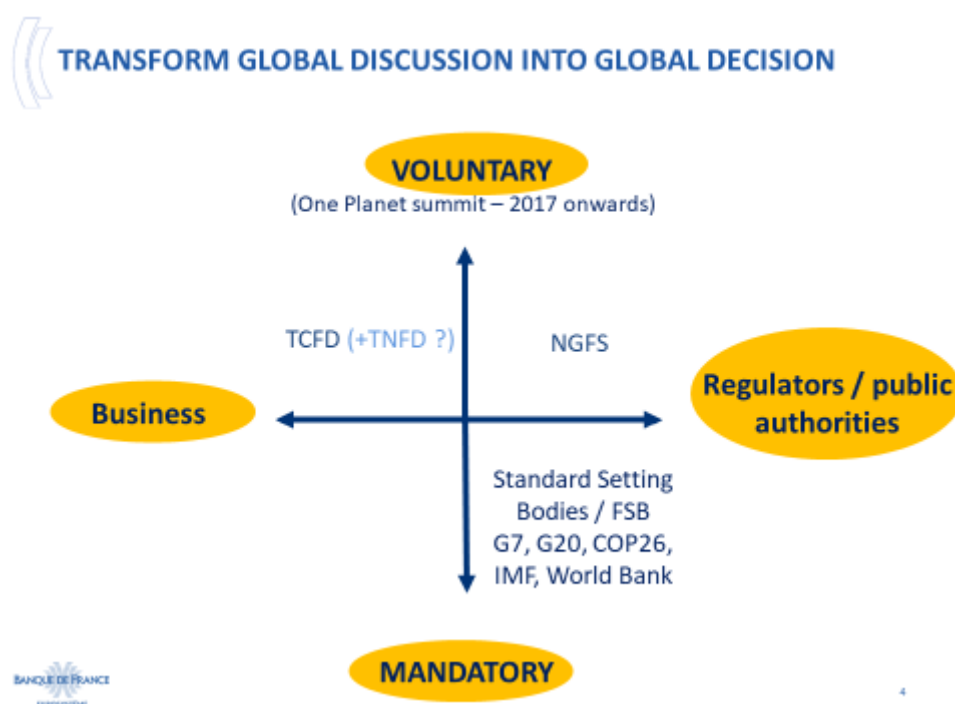 TRANSFORM GLOBAL DISCUSSION INTO GLOBAL DECISION
VOLUNTARY
(One Planet summit – 2017 onwards)
TCFD (+TNFD ?)
NGFS
Business
Regulators / public
authorities
Standard Setting
Bodies / FSB
G7, G20, COP26,
IMF, World Bank
MANDATORY
BANQUE DE FRANCE
4